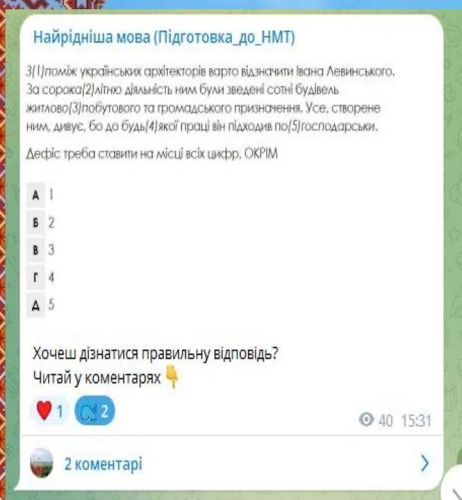 Найрідніша мова (Підготовка_до_НМТ)
З(1)поміж українських архітекторів варто відзначити Івана Левинського.
За сорока(2)літню діяльність ним були зведені сотні будівель
житлово(3)побутового та громадського призначення. Усе, створене
ним, дивує, бо до будь(4)якої праці він підходив по(5)господарськи.
Дефіс треба ставити на місці всіх цифр, ОКРІМ
А 1
Б 2
В 3
Г 4
Д 5
Хочеш дізнатися правильну відповідь?
Читай у коментарях 👇
❤ 1 2
40 15:31
2 коментарі